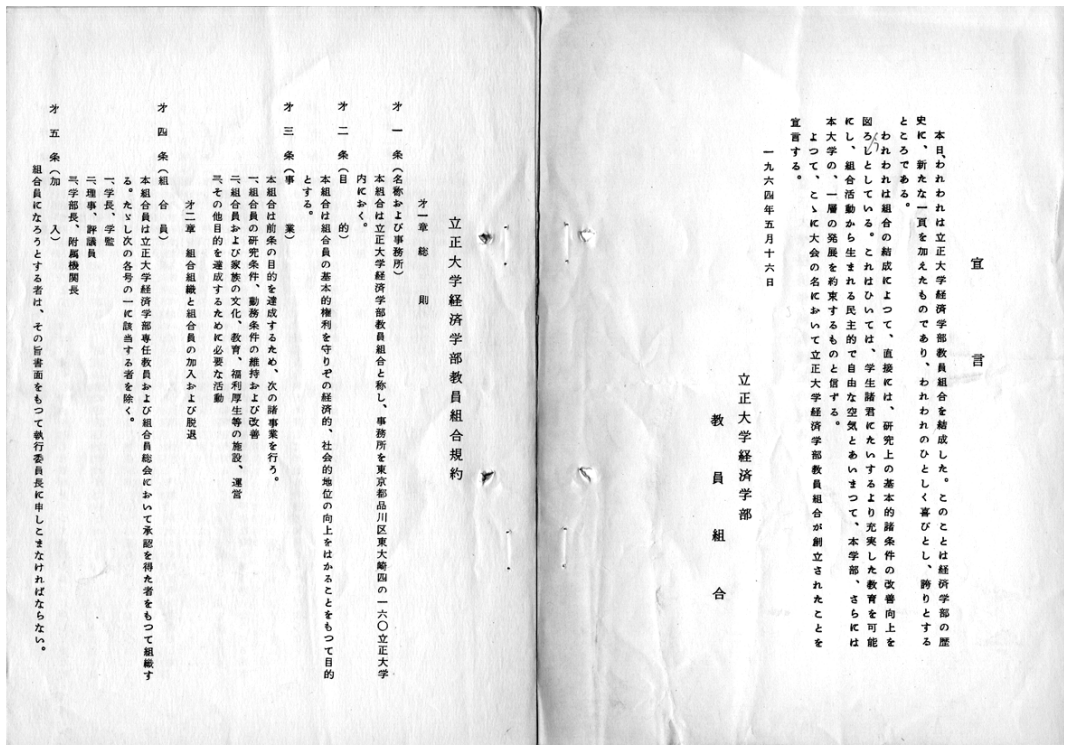 宣言
本日、われわれは立正大学経済学部教員組合を結成した。このことは経済学部の歴
史に、新たな一頁を加えたものであり、われわれのひとしく喜びとし、誇りとする
ところである。
われわれは組合の結成によつて、直接には、研究上の基本的諸条件の改善向上を
図ろうとしている。これはひいては、学生諸君にたいするより充実した教育を可能
にし、組合活動から生まれる民主的で自由な空気とあいまつて、本学部、さらには
本大学の、一層の発展を約束するものと信ずる。
よつて、こゝに大会の名において立正大学経済学部教員組合が創立されたことを
宣言する。
一九六四年五月十六日
立正大学経済学部
教員組合
立正大学経済学部教員組合規約
才一章 総則
才一条(名称および事務所)
本組合は立正大学経済学部教員組合と称し、事務所を東京都品川区東大崎四の一六〇立正大学
内におく。
才二条(目的)
本組合は組合員の基本的権利を守りその経済的、社会的地位の向上をはかることをもつて目的
とする。
才三条(事業)
本組合は前条の目的を達成するため、次の諸事業を行う。
一、組合員の研究条件、勤務条件の維持および改善
二、組合員および家族の文化、教育、福利厚生等の施設、運営
三、その他目的を達成するために必要な活動
才二章 組合組織と組合員の加入および脱退
才四条(組合員)
本組合員は立正大学経済学部専任教員および組合員総会において承認を得た者をもつて組織す
る。たゞし次の各号の一に該当する者を除く。
一、学長、学監
二、理事、評議員
三、学部長、附属機関長
才五条(加入)
組合員になろうとする者は、その旨書面をもつて執行委員長に申しこまなければならない。